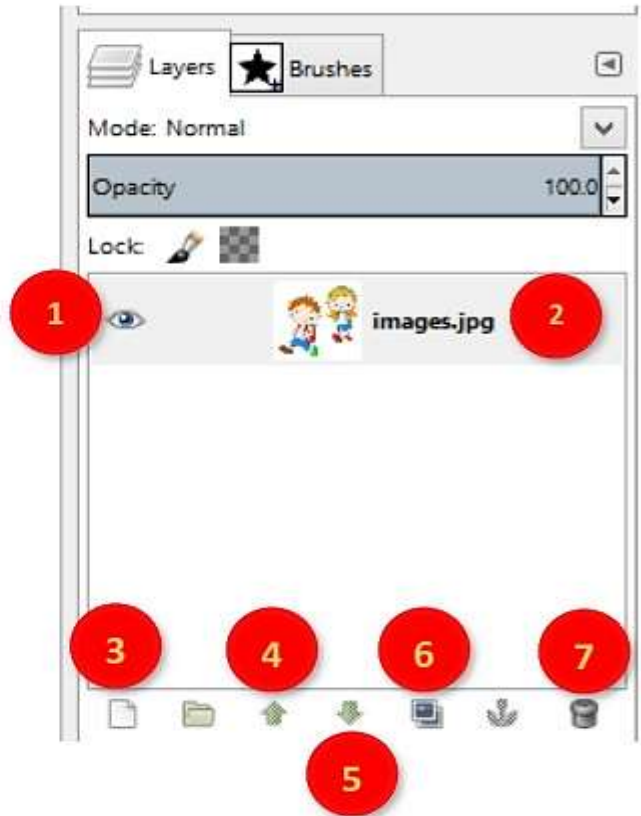 Layers Brushes
Mode: Normal
Opacity 100.0
Lock:
1 images.jpg 2
3 4 6 7
5